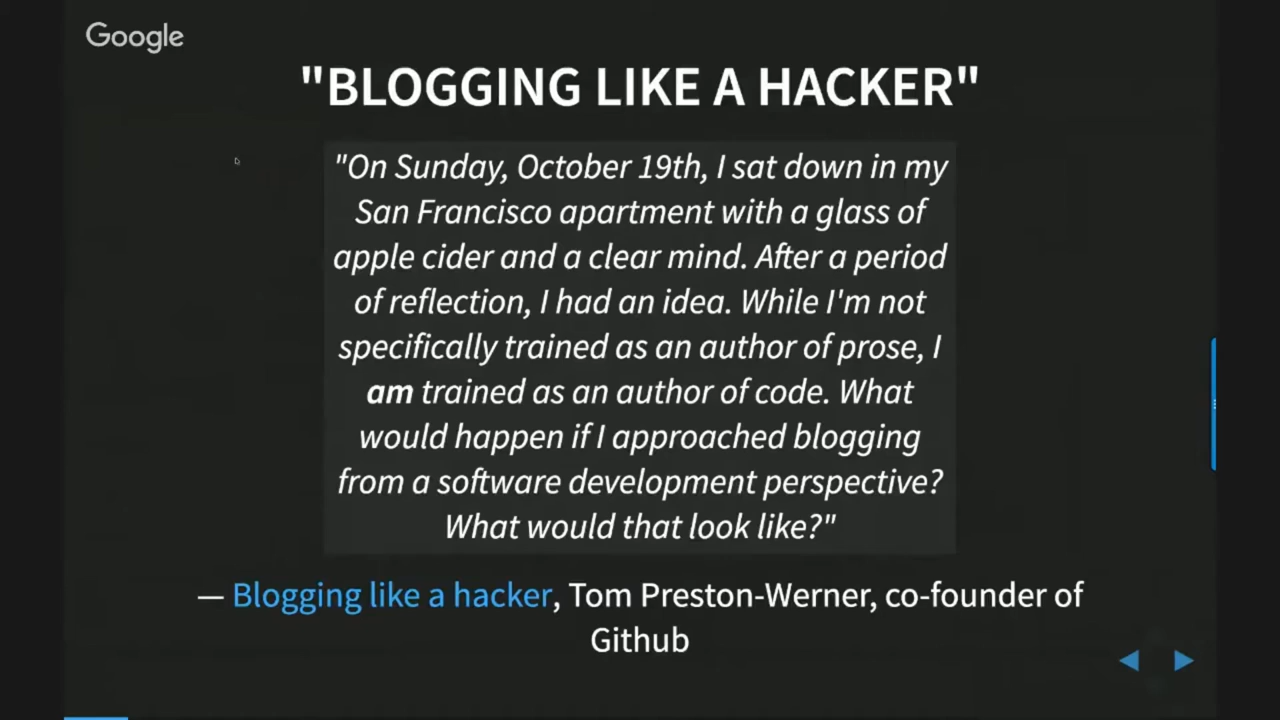 Google
"BLOGGING LIKE A HACKER"
"On Sunday, October 19th, I sat down in my
San Francisco apartment with a glass of
apple cider and a clear mind. After a period
of reflection, I had an idea. While I'm not
specifically trained as an author of prose, I
am trained as an author of code. What
would happen if I approached blogging
from a software development perspective?
What would that look like?"
— Blogging like a hacker, Tom Preston-Werner, co-founder of
Github